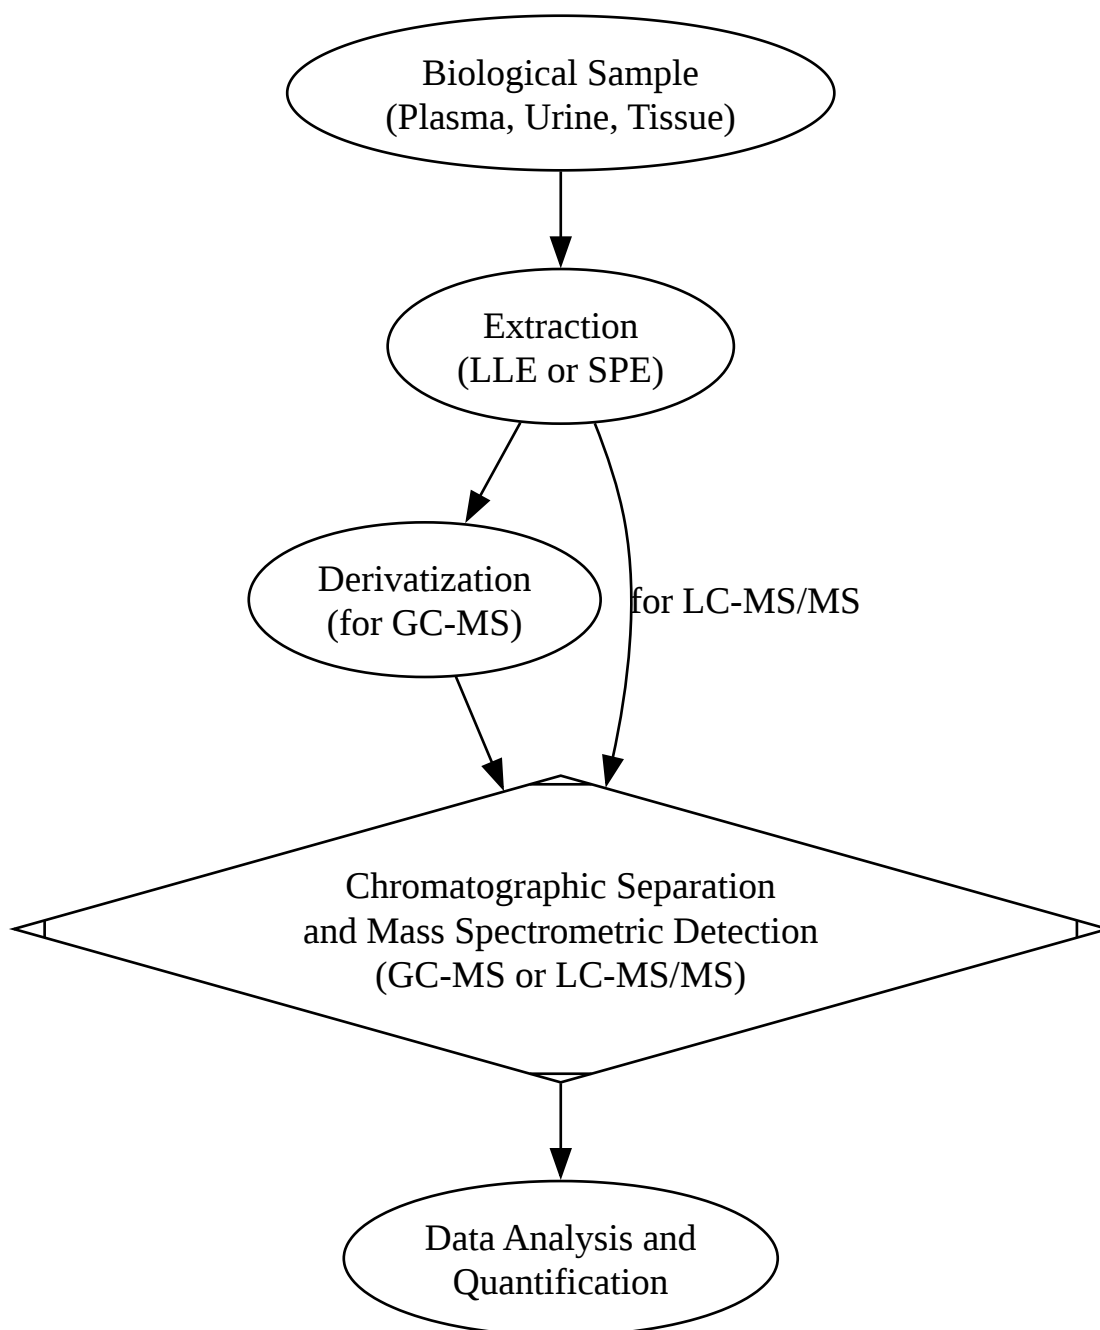 Biological Sample
(Plasma, Urine, Tissue)
Extraction
(LLE or SPE)
Derivatization
(for GC-MS)
for LC-MS/MS
Chromatographic Separation
and Mass Spectrometric Detection
(GC-MS or LC-MS/MS)
Data Analysis and
Quantification